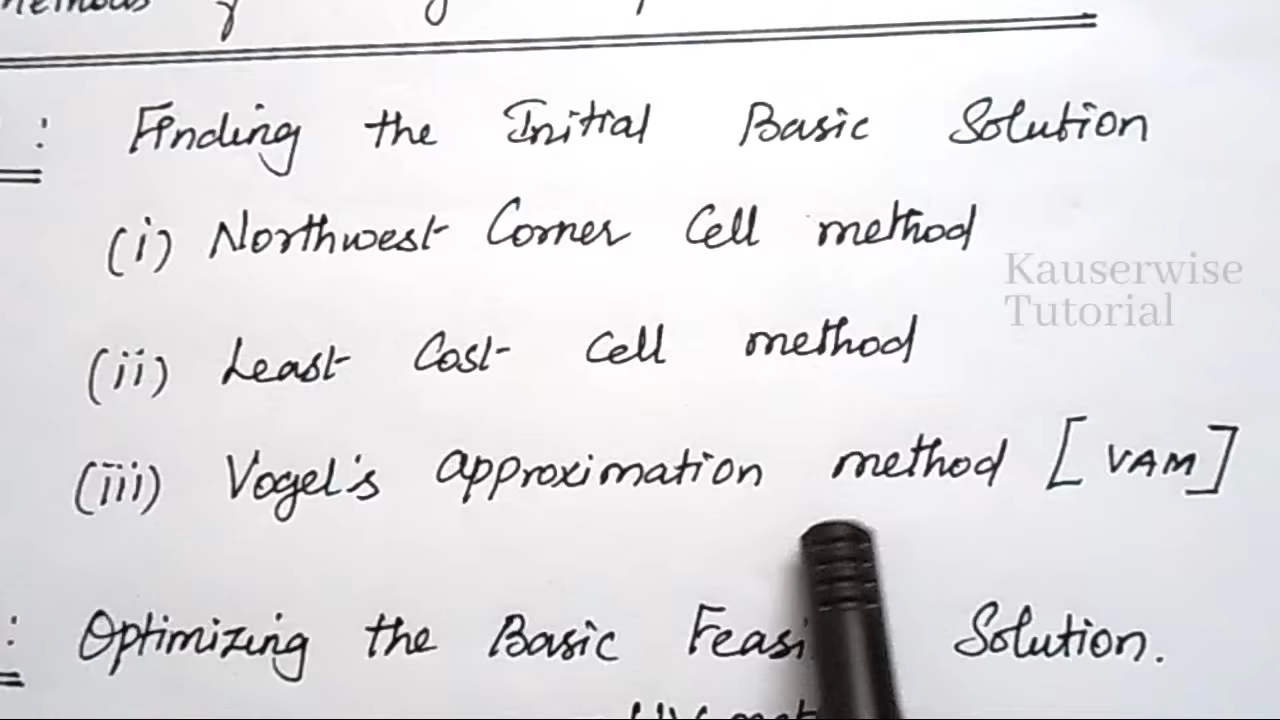 : Finding the Initial Basic Solution
(i) Northwest Corner Cell method
Kauserwise
Tutorial
(ii) Least Cost Cell method
(iii) Vogel's approximation method [VAM]
: Optimizing the Basic Solution.